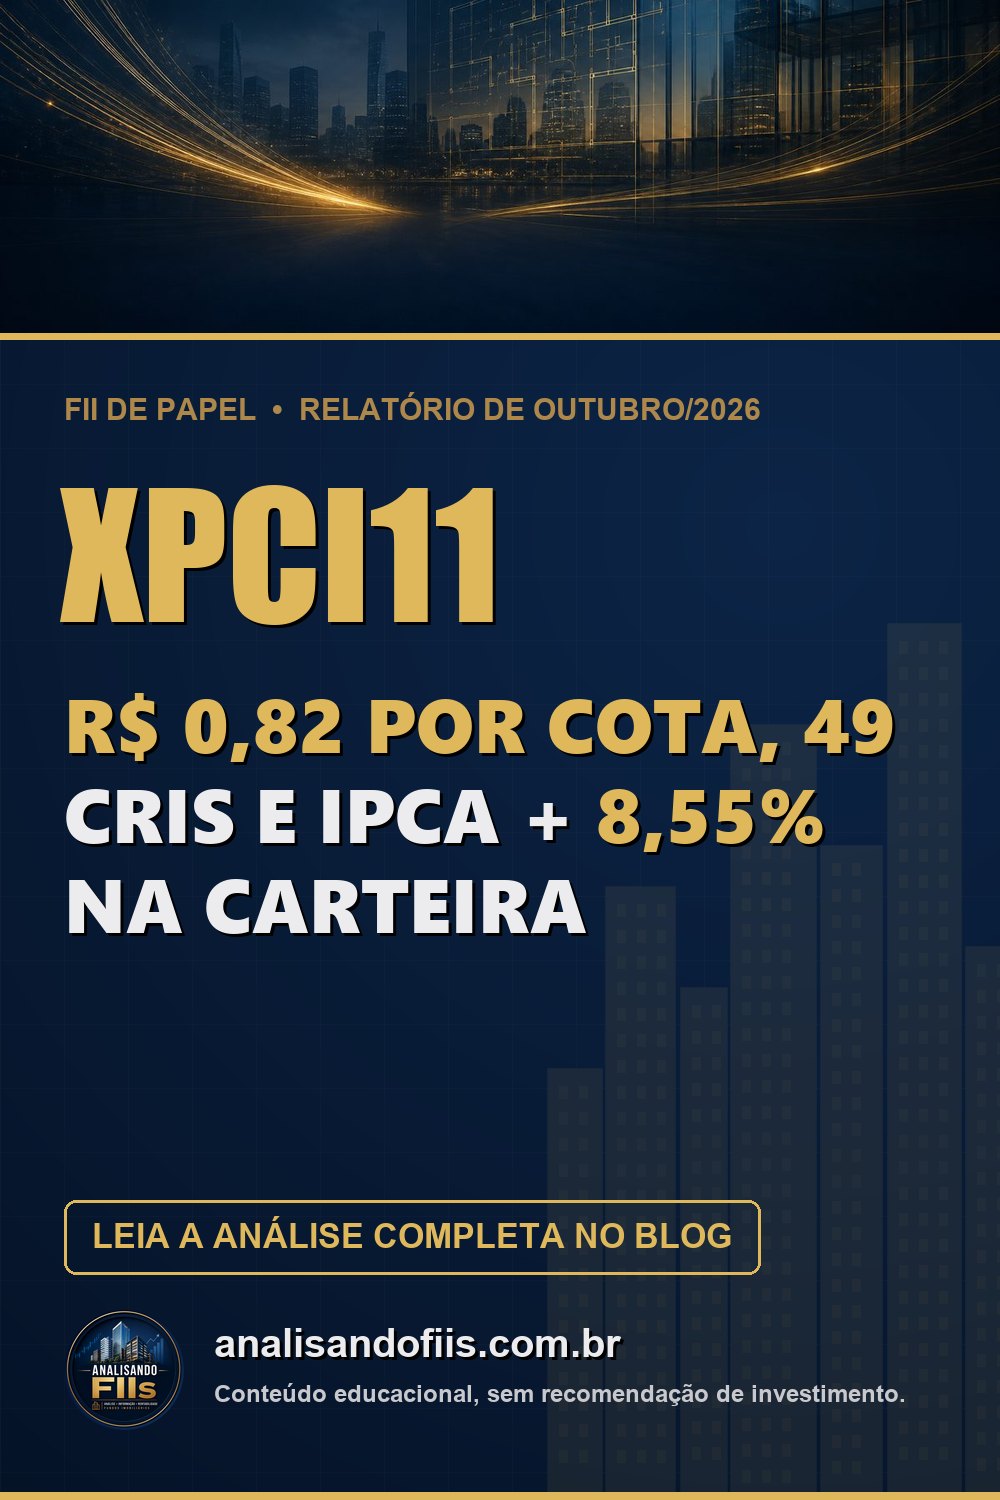 FII DE PAPEL • RELATÓRIO DE OUTUBRO/2026
XPCI11
R$ 0,82 POR COTA, 49
CRIS E IPCA + 8,55%
NA CARTEIRA
LEIA A ANÁLISE COMPLETA NO BLOG
ANALISANDO
FIIs
analisandofiis.com.br
Conteúdo educacional, sem recomendação de investimento.